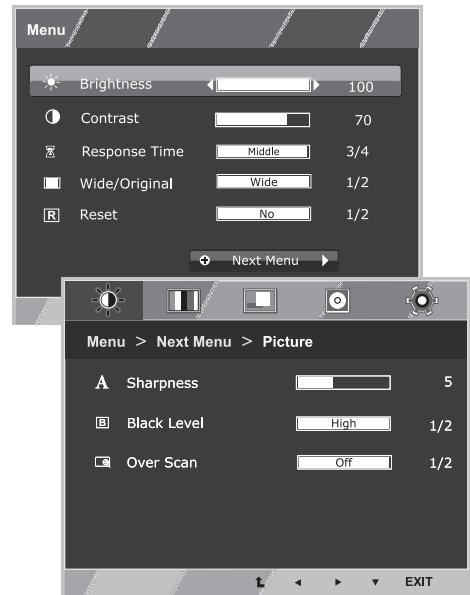 Menu
Brightness 100
Contrast 70
Response Time Middle 3/4
Wide/Original Wide 1/2
R Reset No 1/2
Next Menu
Menu > Next Menu > Picture
A Sharpness 5
B Black Level High 1/2
Over Scan Off 1/2
EXIT